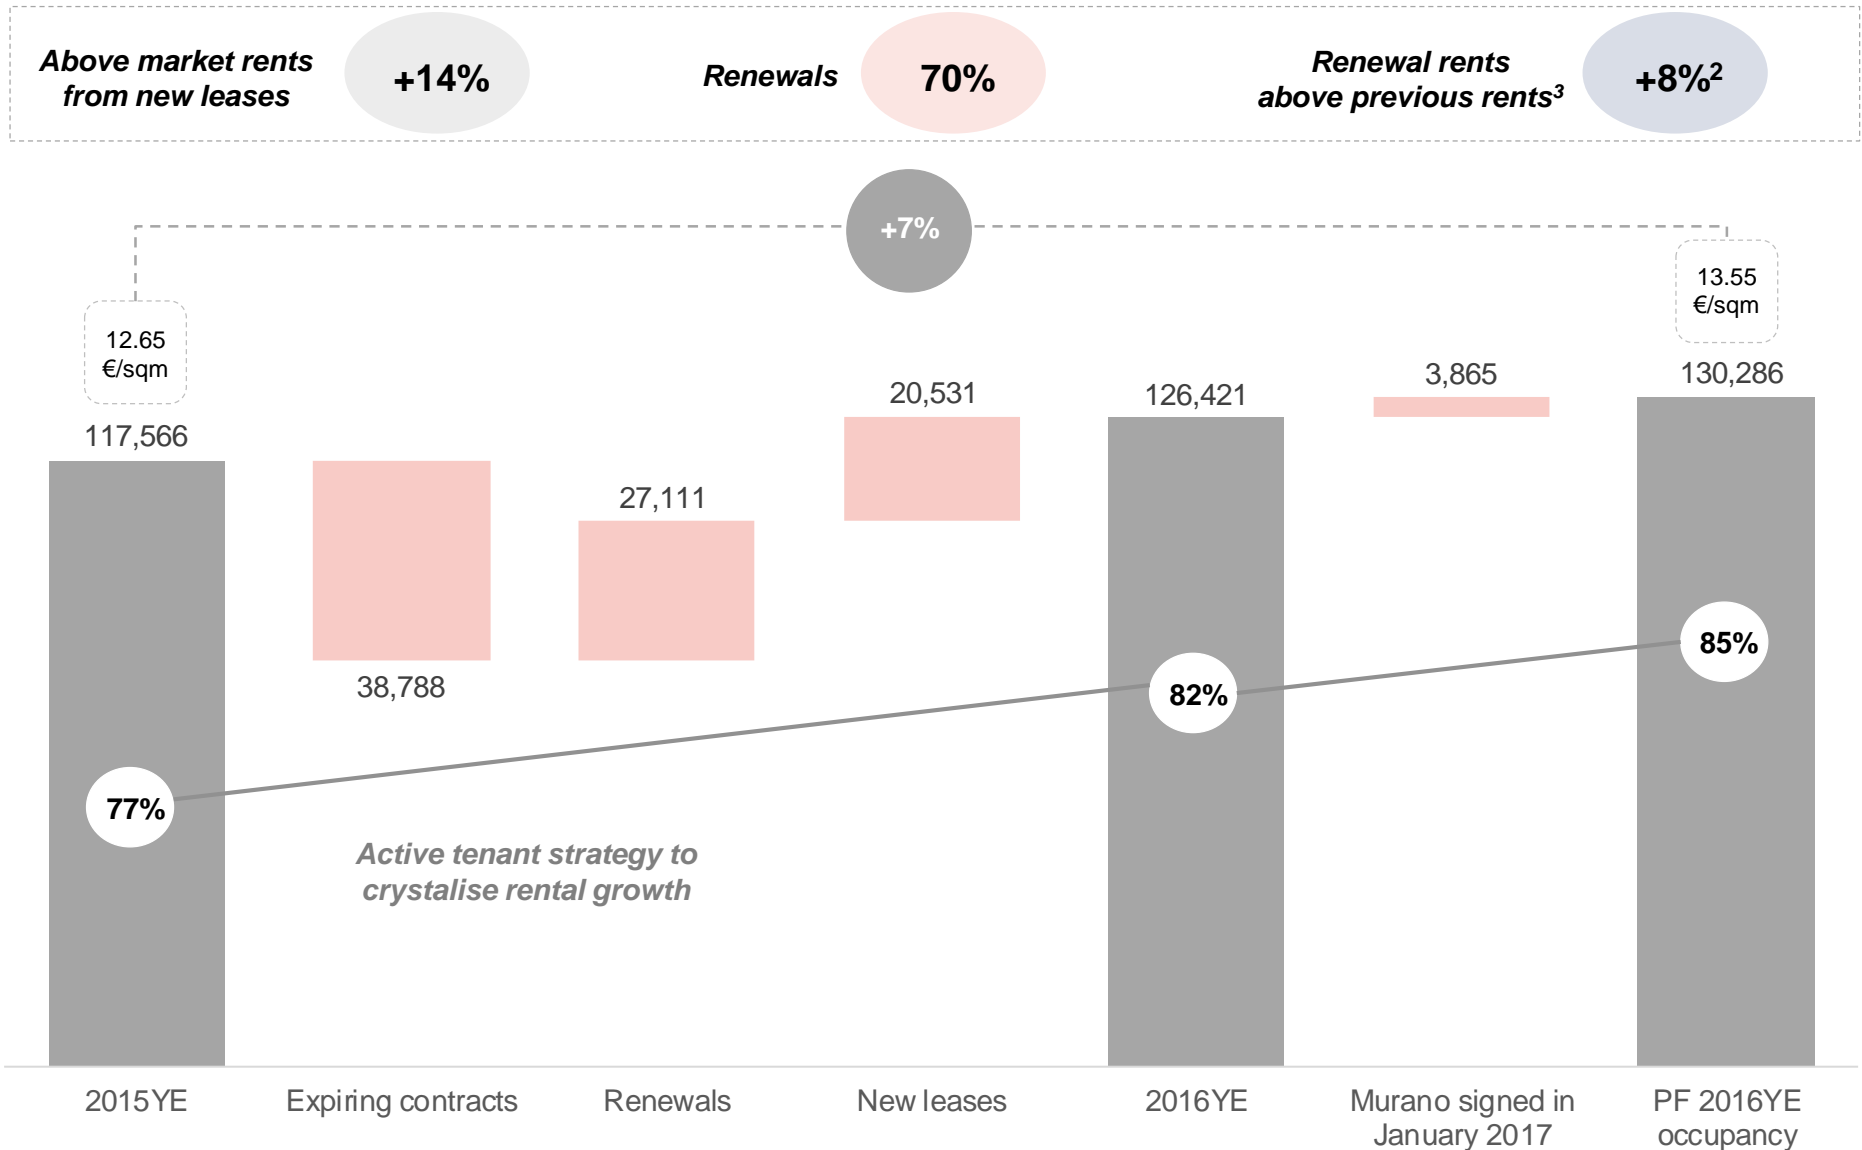 Above market rents
from new leases
+14%
Renewals
70%
Renewal rents
above previous rents³
+8%²
+7%
12.65
€/sqm
13.55
€/sqm
117,566
38,788
27,111
20,531
126,421
3,865
130,286
77%
82%
85%
Active tenant strategy to
crystalise rental growth
2015YE
Expiring contracts
Renewals
New leases
2016YE
Murano signed in
January 2017
PF 2016YE
occupancy